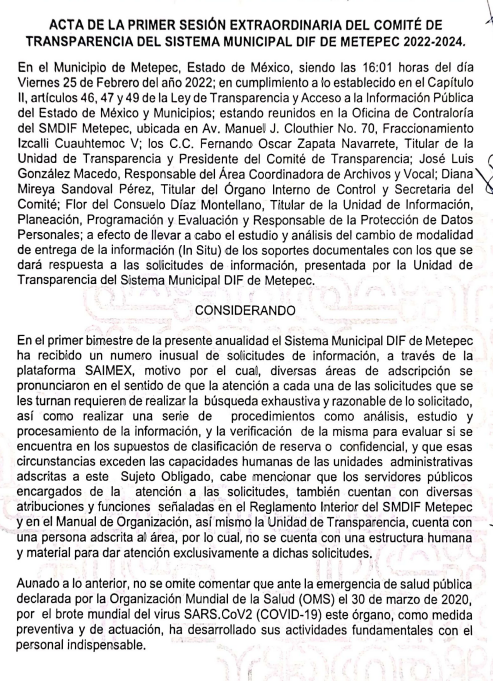 ACTA DE LA PRIMER SESIÓN EXTRAORDINARIA DEL COMITÉ DE
TRANSPARENCIA DEL SISTEMA MUNICIPAL DIF DE METEPEC 2022-2024.
En el Municipio de Metepec, Estado de México, siendo las 16:01 horas del día
Viernes 25 de Febrero del año 2022; en cumplimiento a lo establecido en el Capítulo
II, artículos 46, 47 y 49 de la Ley de Transparencia y Acceso a la Información Pública
del Estado de México y Municipios; estando reunidos en la Oficina de Contraloría
del SMDIF Metepec, ubicada en Av. Manuel J. Clouthier No. 70, Fraccionamiento
Izcalli Cuauhtemoc V; los C.C. Fernando Oscar Zapata Navarrete, Titular de la
Unidad de Transparencia y Presidente del Comité de Transparencia; José Luis
González Macedo, Responsable del Área Coordinadora de Archivos y Vocal; Diana
Mireya Sandoval Pérez, Titular del Órgano Interno de Control y Secretaria del
Comité; Flor del Consuelo Díaz Montellano, Titular de la Unidad de Información,
Planeación, Programación y Evaluación y Responsable de la Protección de Datos
Personales; a efecto de llevar a cabo el estudio y análisis del cambio de modalidad
de entrega de la información (In Situ) de los soportes documentales con los que se
dará respuesta a las solicitudes de información, presentada por la Unidad de
Transparencia del Sistema Municipal DIF de Metepec.
CONSIDERANDO
En el primer bimestre de la presente anualidad el Sistema Municipal DIF de Metepec
ha recibido un numero inusual de solicitudes de información, a través de la
plataforma SAIMEX, motivo por el cual, diversas áreas de adscripción se
pronunciaron en el sentido de que la atención a cada una de las solicitudes que se
les turnan requieren de realizar la búsqueda exhaustiva y razonable de lo solicitado,
así como realizar una serie de procedimientos como análisis, estudio y
procesamiento de la información, y la verificación de la misma para evaluar si se
encuentra en los supuestos de clasificación de reserva o confidencial, y que esas
circunstancias exceden las capacidades humanas de las unidades administrativas
adscritas a este Sujeto Obligado, cabe mencionar que los servidores públicos
encargados de la atención a las solicitudes, también cuentan con diversas
atribuciones y funciones señaladas en el Reglamento Interior del SMDIF Metepec
y en el Manual de Organización, así mismo la Unidad de Transparencia, cuenta con
una persona adscrita al área, por lo cual, no se cuenta con una estructura humana
y material para dar atención exclusivamente a dichas solicitudes.
Aunado a lo anterior, no se omite comentar que ante la emergencia de salud pública
declarada por la Organización Mundial de la Salud (OMS) el 30 de marzo de 2020,
por el brote mundial del virus SARS.CoV2 (COVID-19) este órgano, como medida
preventiva y de actuación, ha desarrollado sus actividades fundamentales con el
personal indispensable.